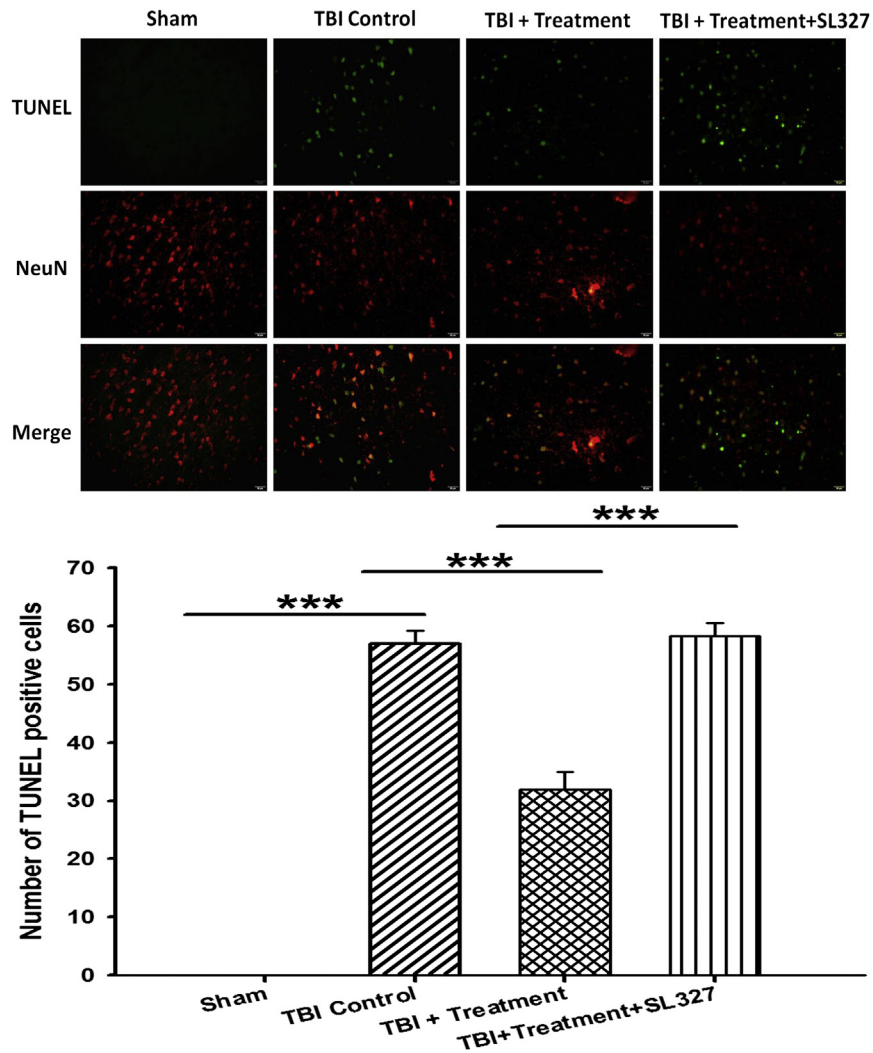 Sham TBI Control TBI + Treatment TBI + Treatment+SL327
TUNEL
NeuN
Merge
***
***
***
70
60
50
40
30
20
10
0
Number of TUNEL positive cells
Sham
TBI Control
TBI + Treatment
TBI+Treatment+SL327